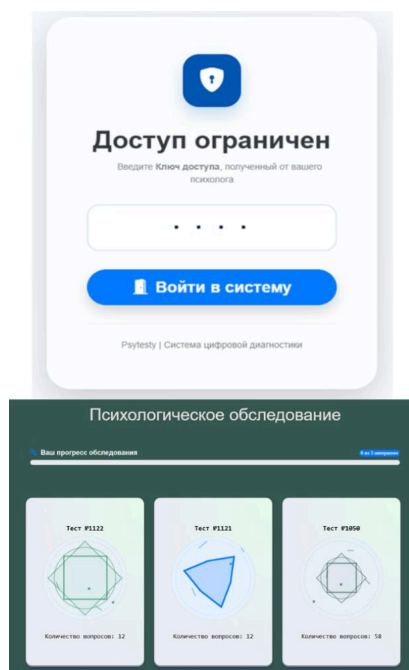 Доступ ограничен
Введите Ключ доступа, полученный от вашего
психолога
Войти в систему
Psytesty | Система цифровой диагностики
Психологическое обследование
Ваш прогресс обследования
Тест №1122
Тест №1121
Тест №1050
Количество вопросов: 12
Количество вопросов: 12
Количество вопросов: 50